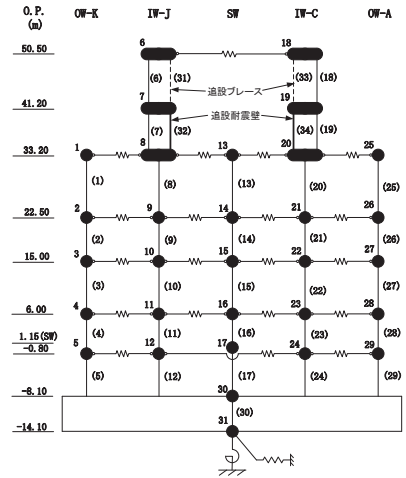 O.P. OW-K IW-J SW IW-C OW-A
(m)
50.50 6 18
(6) (31) (33) (18)
追設ブレース
41.20 7 19
追設耐震壁
(7) (32) (34) (19)
33.20 1 8 13 20 25
(1) (8) (13) (20) (25)
22.50 2 9 14 21 26
(2) (9) (14) (21) (26)
15.00 3 10 15 22 27
(3) (10) (15) (22) (27)
6.00 4 11 16 23 28
(4) (11) (16) (23) (28)
1.15(SW) 17
-0.80 5 12 24 29
(5) (12) (17) (24) (29)
-8.10 30
(30)
-14.10 31